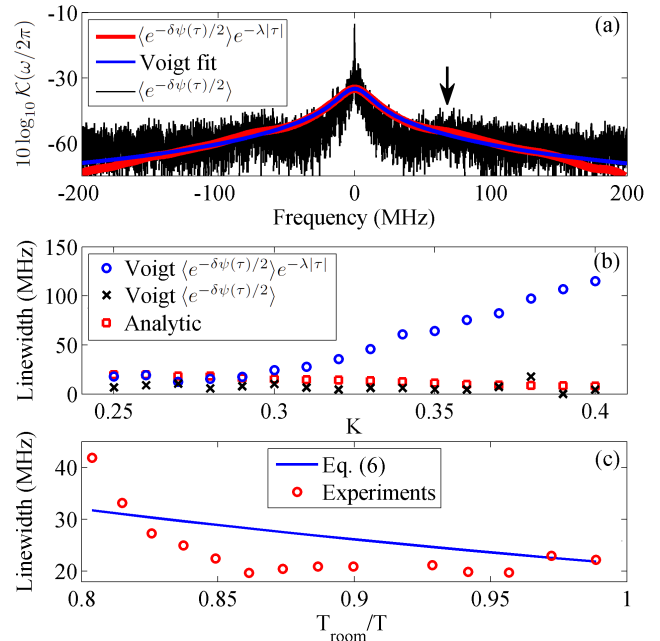 (a)
10 log₁₀ 𝒦(ω/2π)
-30
-60
⟨e^{-δψ(τ)/2}⟩e^{-λ|τ|}
Voigt fit
⟨e^{-δψ(τ)/2}⟩
-200 -100 0 100 200
Frequency (MHz)
(b)
Linewidth (MHz)
150
100
50
0
Voigt ⟨e^{-δψ(τ)/2}⟩e^{-λ|τ|}
Voigt ⟨e^{-δψ(τ)/2}⟩
Analytic
0.25 0.3 0.35 0.4
K
(c)
Linewidth (MHz)
40
30
20
Eq. (6)
Experiments
0.8 0.85 0.9 0.95 1
T_{room}/T